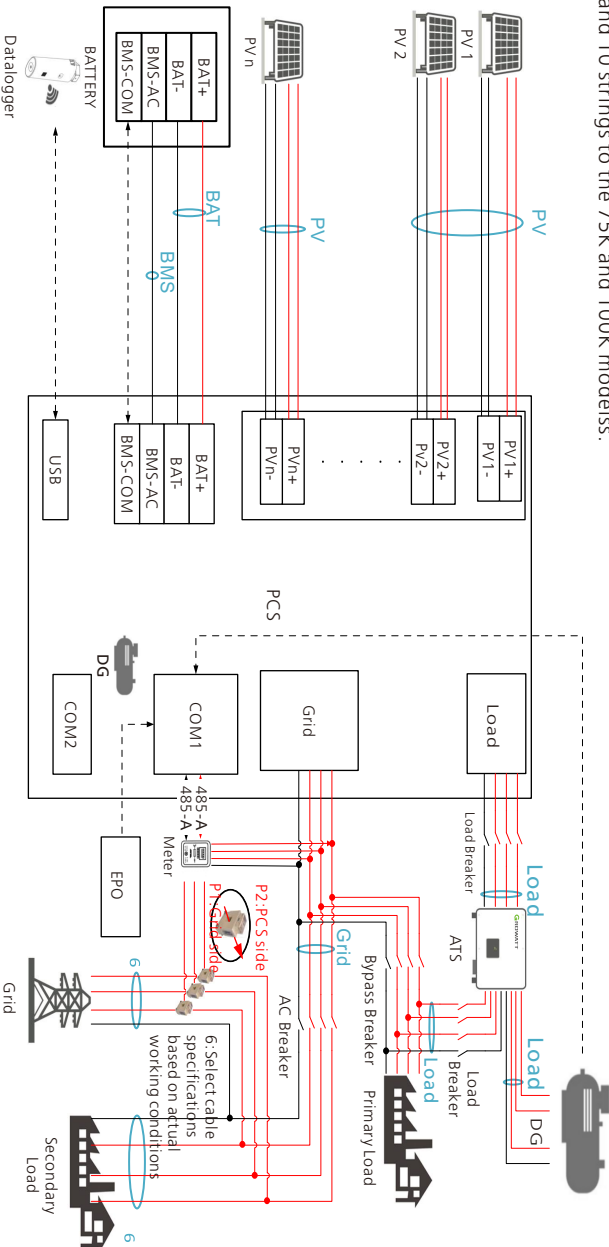 and 10 strings to the 75K and 100K modelss.
PV 1
PV 2
PV n
PV
PV
BATTERY
BAT+
BAT-
BMS-AC
BMS-COM
BAT
BMS
Datalogger
PV1+
PV1-
PV2+
Pv2-
. . . . .
PVn+
PVn-
BAT+
BAT-
BMS-AC
BMS-COM
USB
PCS
Load
Grid
COM1
COM2
DG
Load Breaker
Load
GROWATT
ATS
Load
DG
Load
Breaker
Load
Primary Load
Bypass Breaker
Grid
AC Breaker
485-A
485-A
Meter
P2:PCS side
P1:Grid side
EPO
6
Grid
6:Select cable
specifications
based on actual
working conditions
Secondary
Load
6